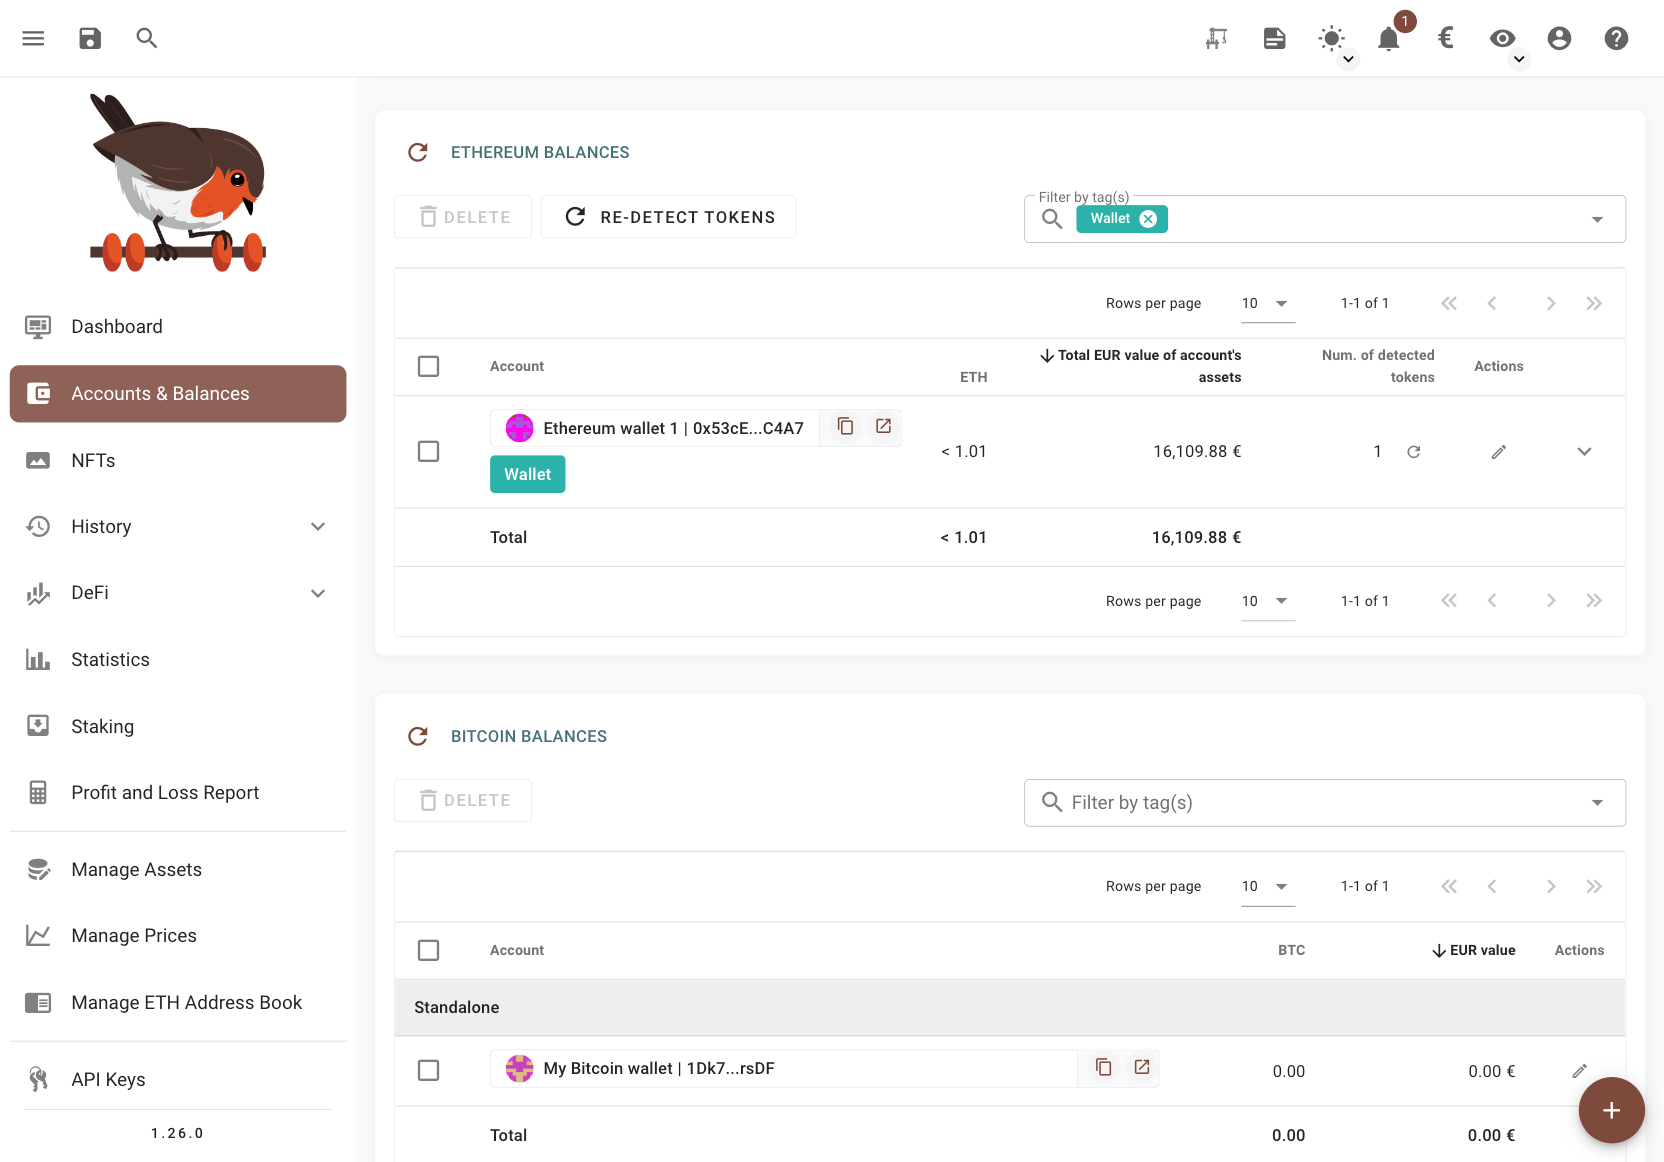 1
€
Dashboard
Accounts & Balances
NFTs
History
DeFi
Statistics
Staking
Profit and Loss Report
Manage Assets
Manage Prices
Manage ETH Address Book
API Keys
1.26.0
ETHEREUM BALANCES
DELETE
RE-DETECT TOKENS
Filter by tag(s)
Wallet
Rows per page 10 1-1 of 1
Account ETH Total EUR value of account's assets Num. of detected tokens Actions
Ethereum wallet 1 | 0x53cE...C4A7
Wallet
< 1.01 16,109.88 € 1
Total < 1.01 16,109.88 €
Rows per page 10 1-1 of 1
BITCOIN BALANCES
DELETE
Filter by tag(s)
Rows per page 10 1-1 of 1
Account BTC EUR value Actions
Standalone
My Bitcoin wallet | 1Dk7...rsDF 0.00 0.00 €
Total 0.00 0.00 €